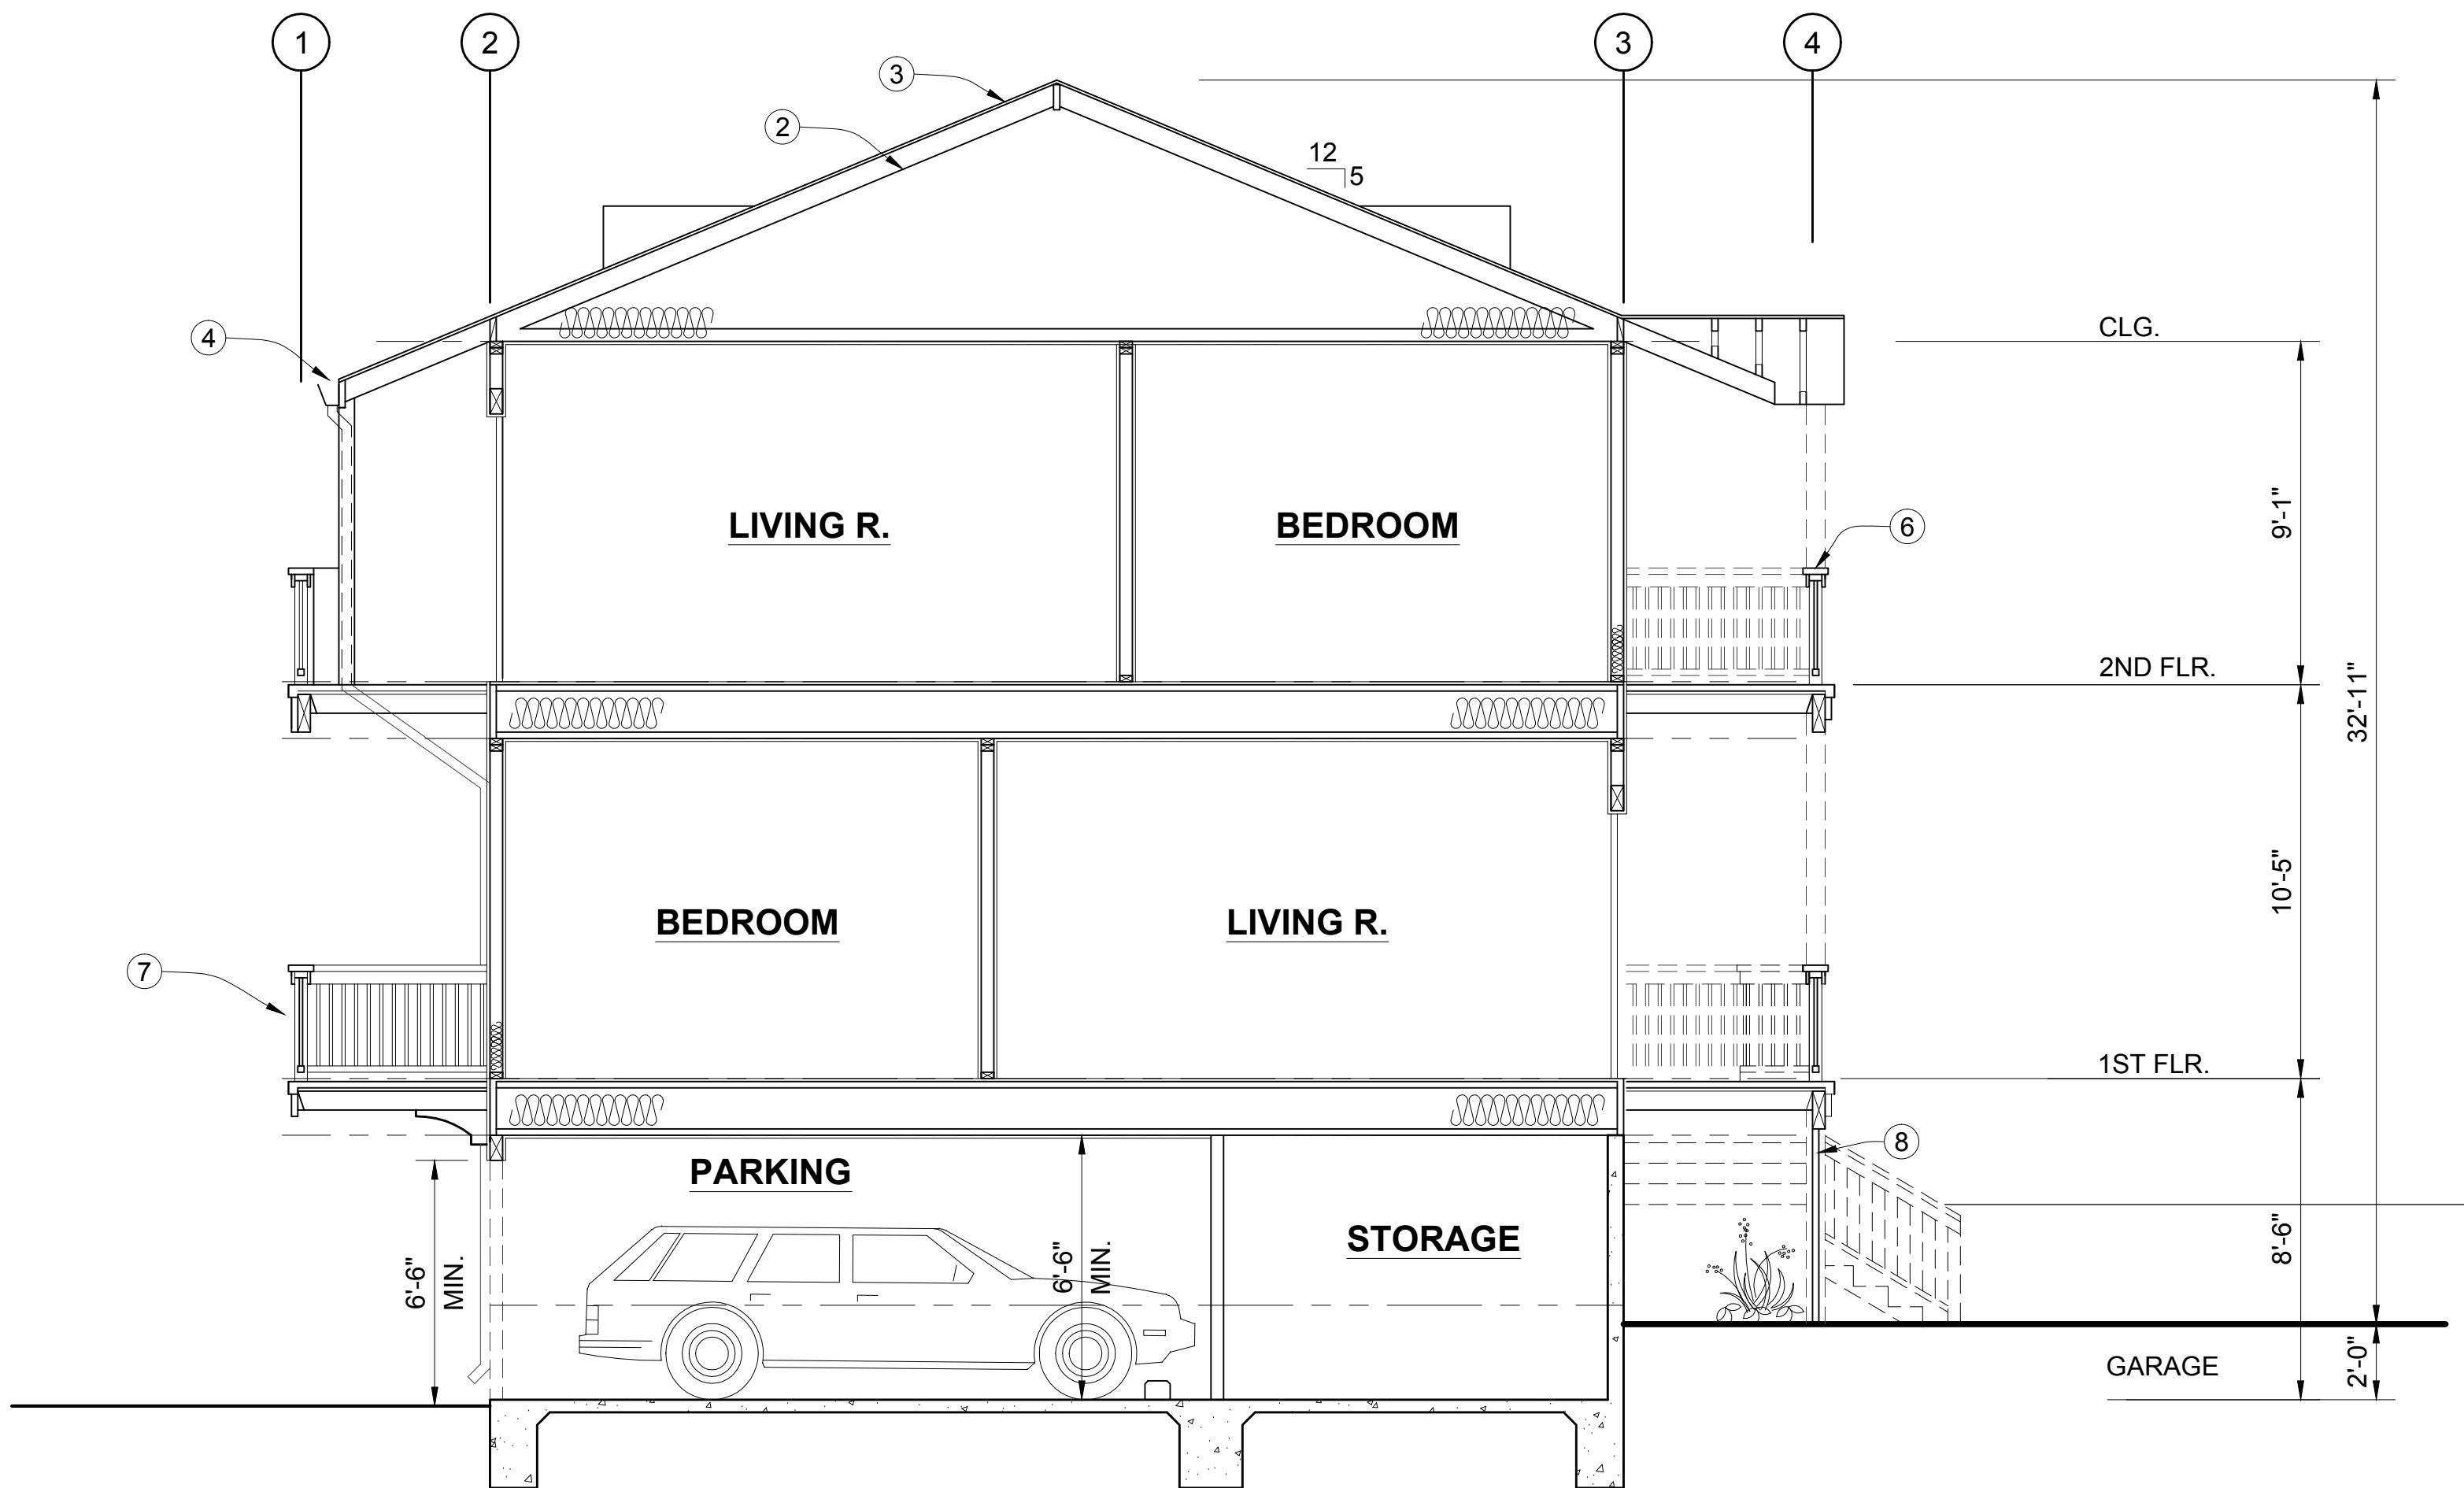 1
2
3
4
3
2
12
5
4
CLG.
9'-1"
LIVING R.
BEDROOM
6
2ND FLR.
32'-11"
10'-5"
BEDROOM
LIVING R.
7
1ST FLR.
8
PARKING
STORAGE
6'-6"
MIN.
6'-6"
MIN.
8'-6"
GARAGE
2'-0"